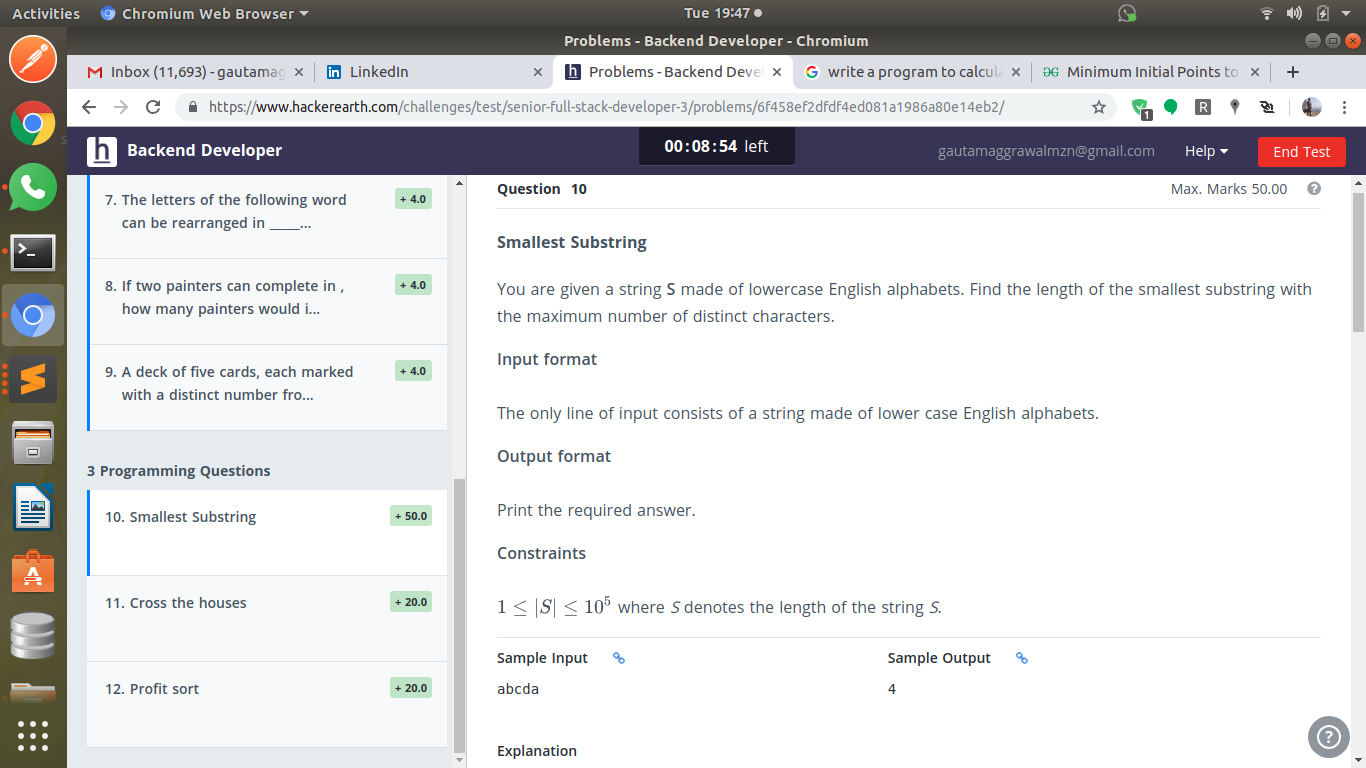 Activities
Chromium Web Browser
Tue 19:47
Problems - Backend Developer - Chromium
Inbox (11,693) - gautamag
LinkedIn
Problems - Backend Deve
write a program to calcula
Minimum Initial Points to
https://www.hackerearth.com/challenges/test/senior-full-stack-developer-3/problems/6f458ef2dfdf4ed081a1986a80e14eb2/
1
R
h
Backend Developer
00:08:54 left
gautamaggrawalmzn@gmail.com
Help
End Test
7. The letters of the following word
can be rearranged in _____...
+ 4.0
8. If two painters can complete in ,
how many painters would i...
+ 4.0
9. A deck of five cards, each marked
with a distinct number fro...
+ 4.0
3 Programming Questions
10. Smallest Substring
+ 50.0
11. Cross the houses
+ 20.0
12. Profit sort
+ 20.0
Question 10
Max. Marks 50.00
Smallest Substring
You are given a string S made of lowercase English alphabets. Find the length of the smallest substring with
the maximum number of distinct characters.
Input format
The only line of input consists of a string made of lower case English alphabets.
Output format
Print the required answer.
Constraints
1 ≤ |S| ≤ 10⁵ where S denotes the length of the string S.
Sample Input
Sample Output
abcda
4
Explanation